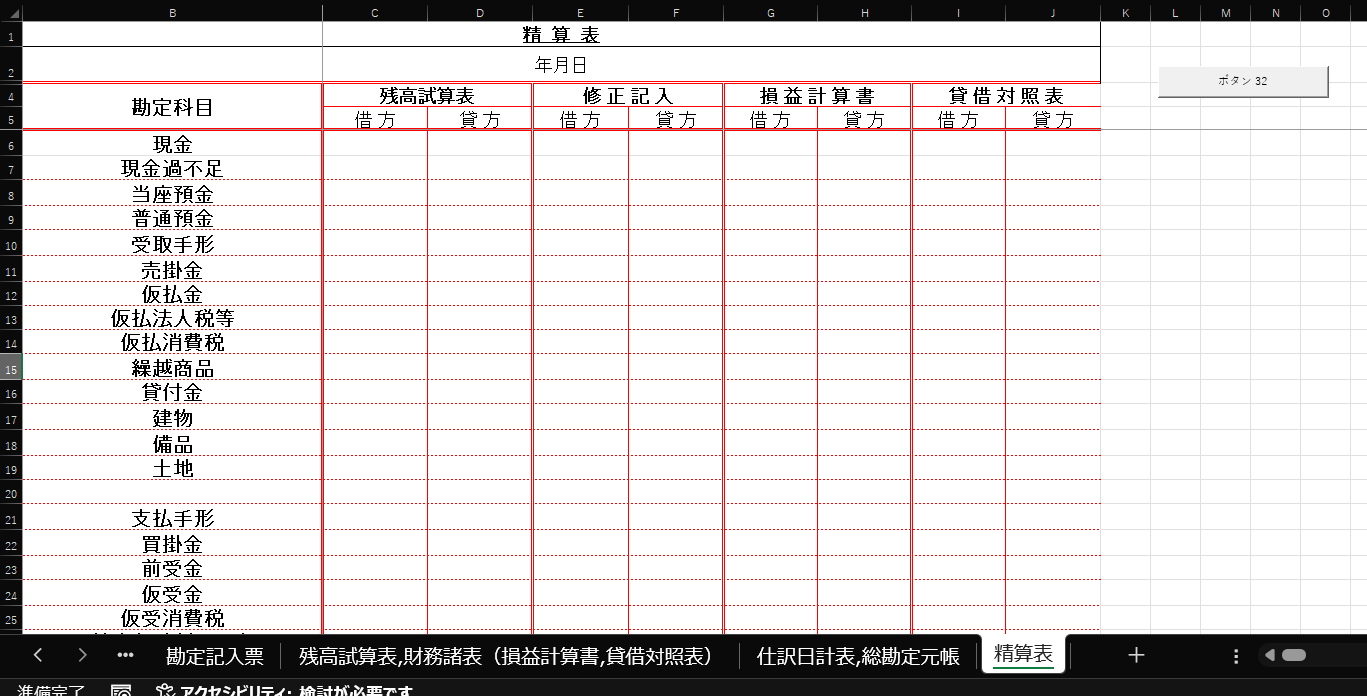 B C D E F G H I J K L M N O
1 精 算 表
2 年月日
ボタン 32
4 勘定科目 残高試算表 修 正 記 入 損 益 計 算 書 貸 借 対 照 表
5 借 方 貸 方 借 方 貸 方 借 方 貸 方 借 方 貸 方
6 現金
7 現金過不足
8 当座預金
9 普通預金
10 受取手形
11 売掛金
12 仮払金
13 仮払法人税等
14 仮払消費税
15 繰越商品
16 貸付金
17 建物
18 備品
19 土地
20
21 支払手形
22 買掛金
23 前受金
24 仮受金
25 仮受消費税
勘定記入票 残高試算表,財務諸表（損益計算書,貸借対照表） 仕訳日計表,総勘定元帳 精算表
準備完了 アクセシビリティ: 検討が必要です